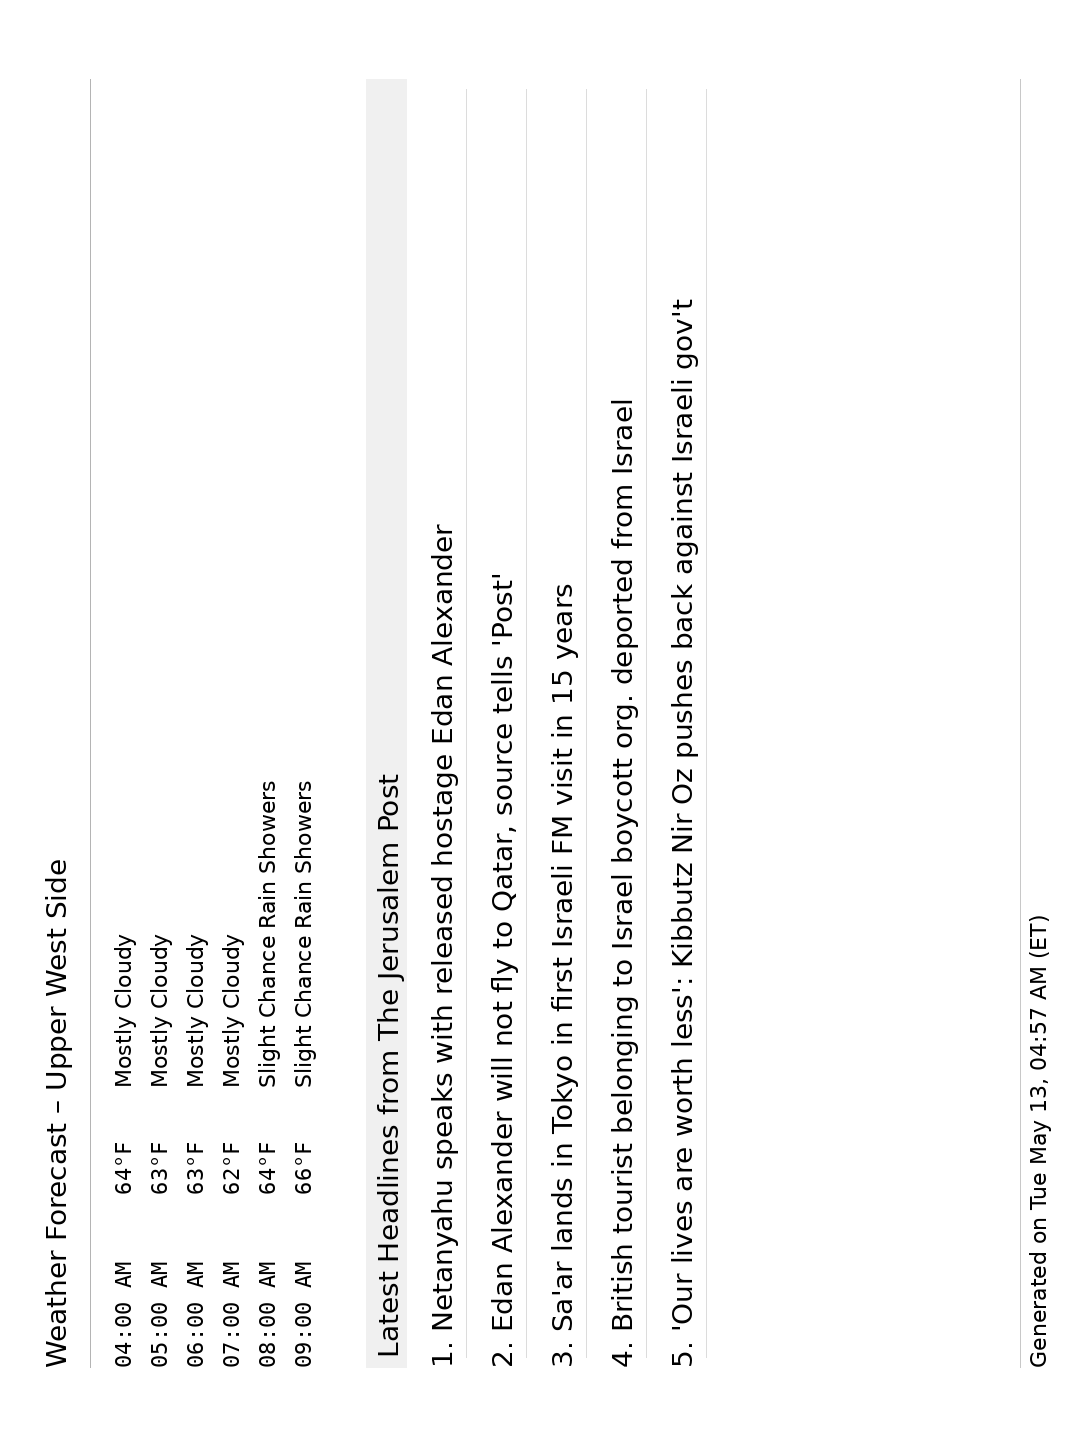 Weather Forecast – Upper West Side
04:00 AM 64°F Mostly Cloudy
05:00 AM 63°F Mostly Cloudy
06:00 AM 63°F Mostly Cloudy
07:00 AM 62°F Mostly Cloudy
08:00 AM 64°F Slight Chance Rain Showers
09:00 AM 66°F Slight Chance Rain Showers
Latest Headlines from The Jerusalem Post
1. Netanyahu speaks with released hostage Edan Alexander
2. Edan Alexander will not fly to Qatar, source tells 'Post'
3. Sa'ar lands in Tokyo in first Israeli FM visit in 15 years
4. British tourist belonging to Israel boycott org. deported from Israel
5. 'Our lives are worth less': Kibbutz Nir Oz pushes back against Israeli gov't
Generated on Tue May 13, 04:57 AM (ET)